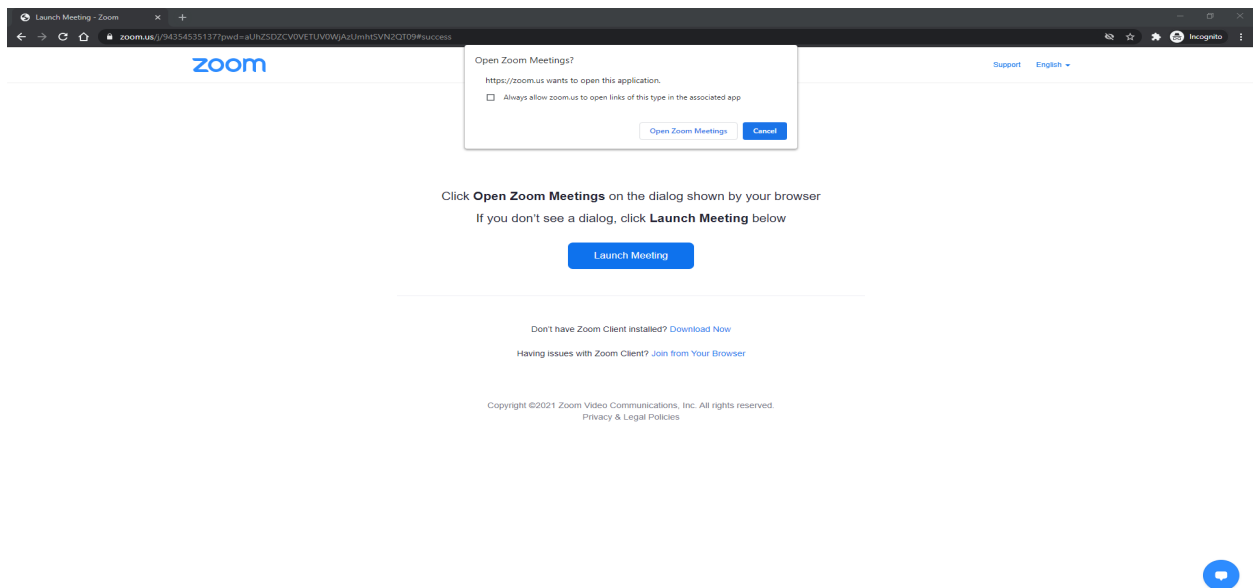 Launch Meeting - Zoom
zoom.us/j/94354535137?pwd=aUhZSDZCV0VETUV0WjAzUmhtSVN2QT09#success
Incognito
zoom
Support English
Open Zoom Meetings?
https://zoom.us wants to open this application.
Always allow zoom.us to open links of this type in the associated app
Open Zoom Meetings Cancel
Click Open Zoom Meetings on the dialog shown by your browser
If you don't see a dialog, click Launch Meeting below
Launch Meeting
Don't have Zoom Client installed? Download Now
Having issues with Zoom Client? Join from Your Browser
Copyright ©2021 Zoom Video Communications, Inc. All rights reserved.
Privacy & Legal Policies